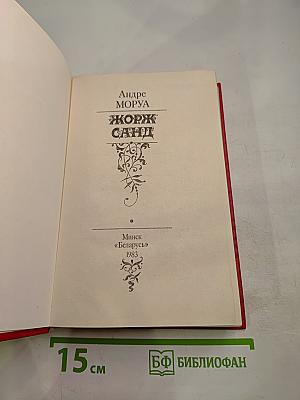 Андре
МОРУА
ЖОРЖ
САНД
Минск
«Беларусь»
1983
15 см
БФ БИБЛИОФАН